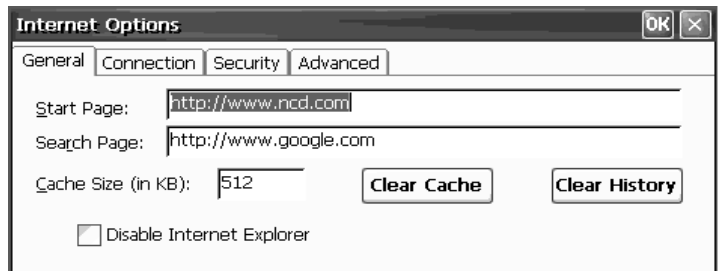 Internet Options OK ×
General Connection Security Advanced
Start Page: http://www.ncd.com
Search Page: http://www.google.com
Cache Size (in KB): 512 Clear Cache Clear History
Disable Internet Explorer